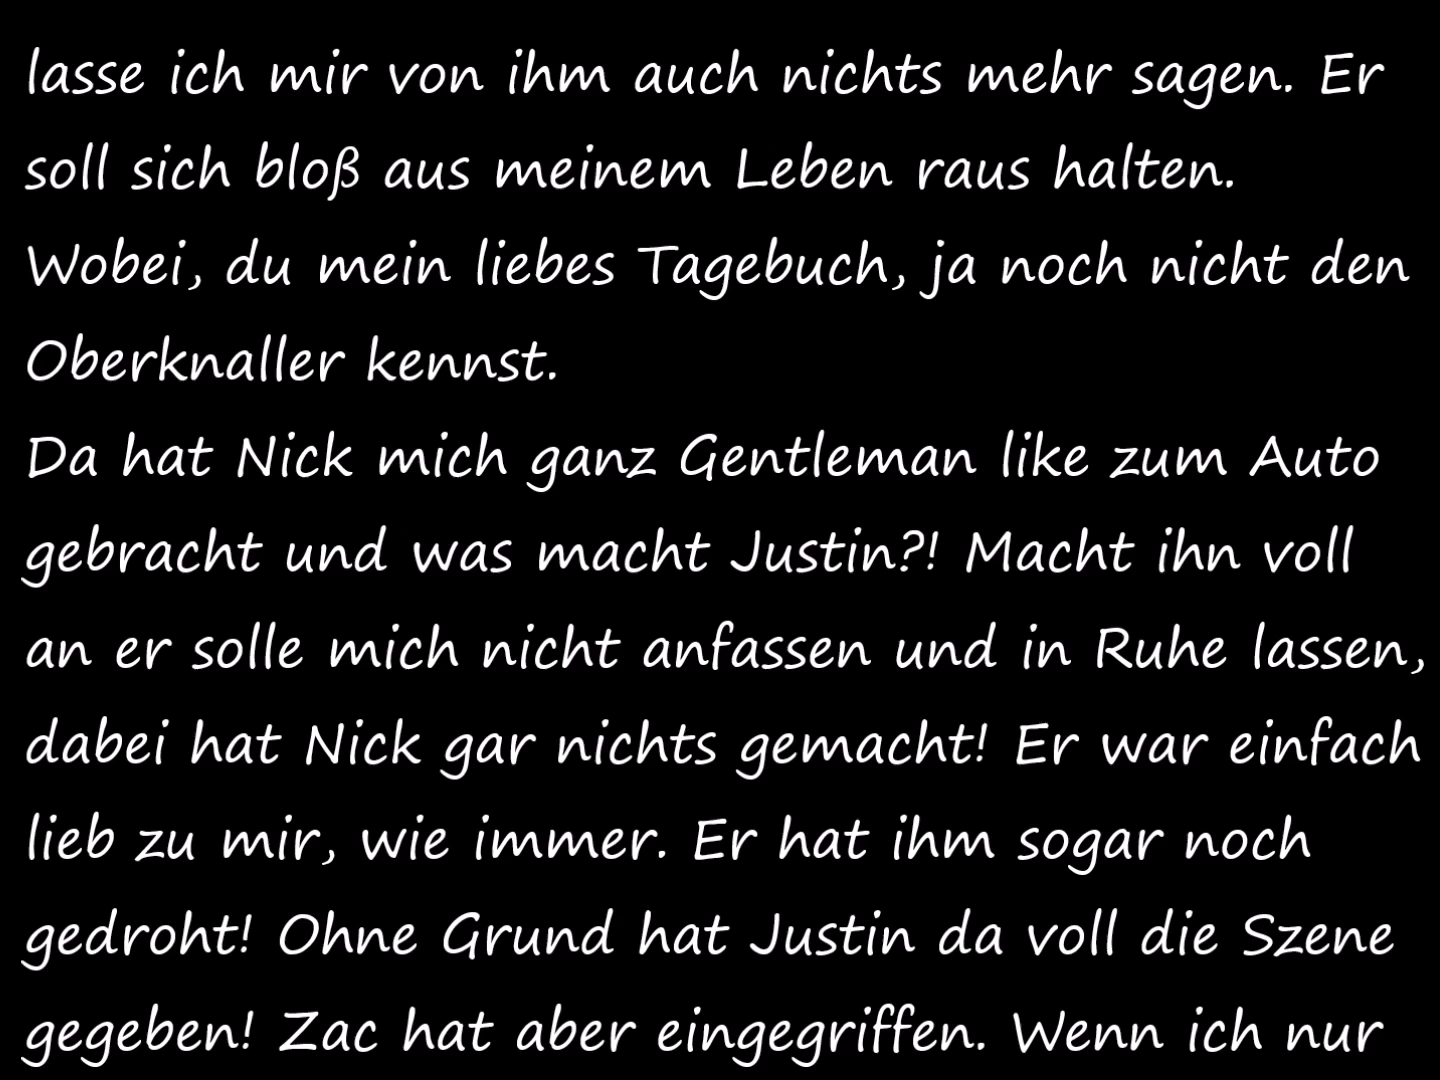 lasse ich mir von ihm auch nichts mehr sagen. Er
soll sich bloß aus meinem Leben raus halten.
Wobei, du mein liebes Tagebuch, ja noch nicht den
Oberknaller kennst.
Da hat Nick mich ganz Gentleman like zum Auto
gebracht und was macht Justin?! Macht ihn voll
an er solle mich nicht anfassen und in Ruhe lassen,
dabei hat Nick gar nichts gemacht! Er war einfach
lieb zu mir, wie immer. Er hat ihm sogar noch
gedroht! Ohne Grund hat Justin da voll die Szene
gegeben! Zac hat aber eingegriffen. Wenn ich nur